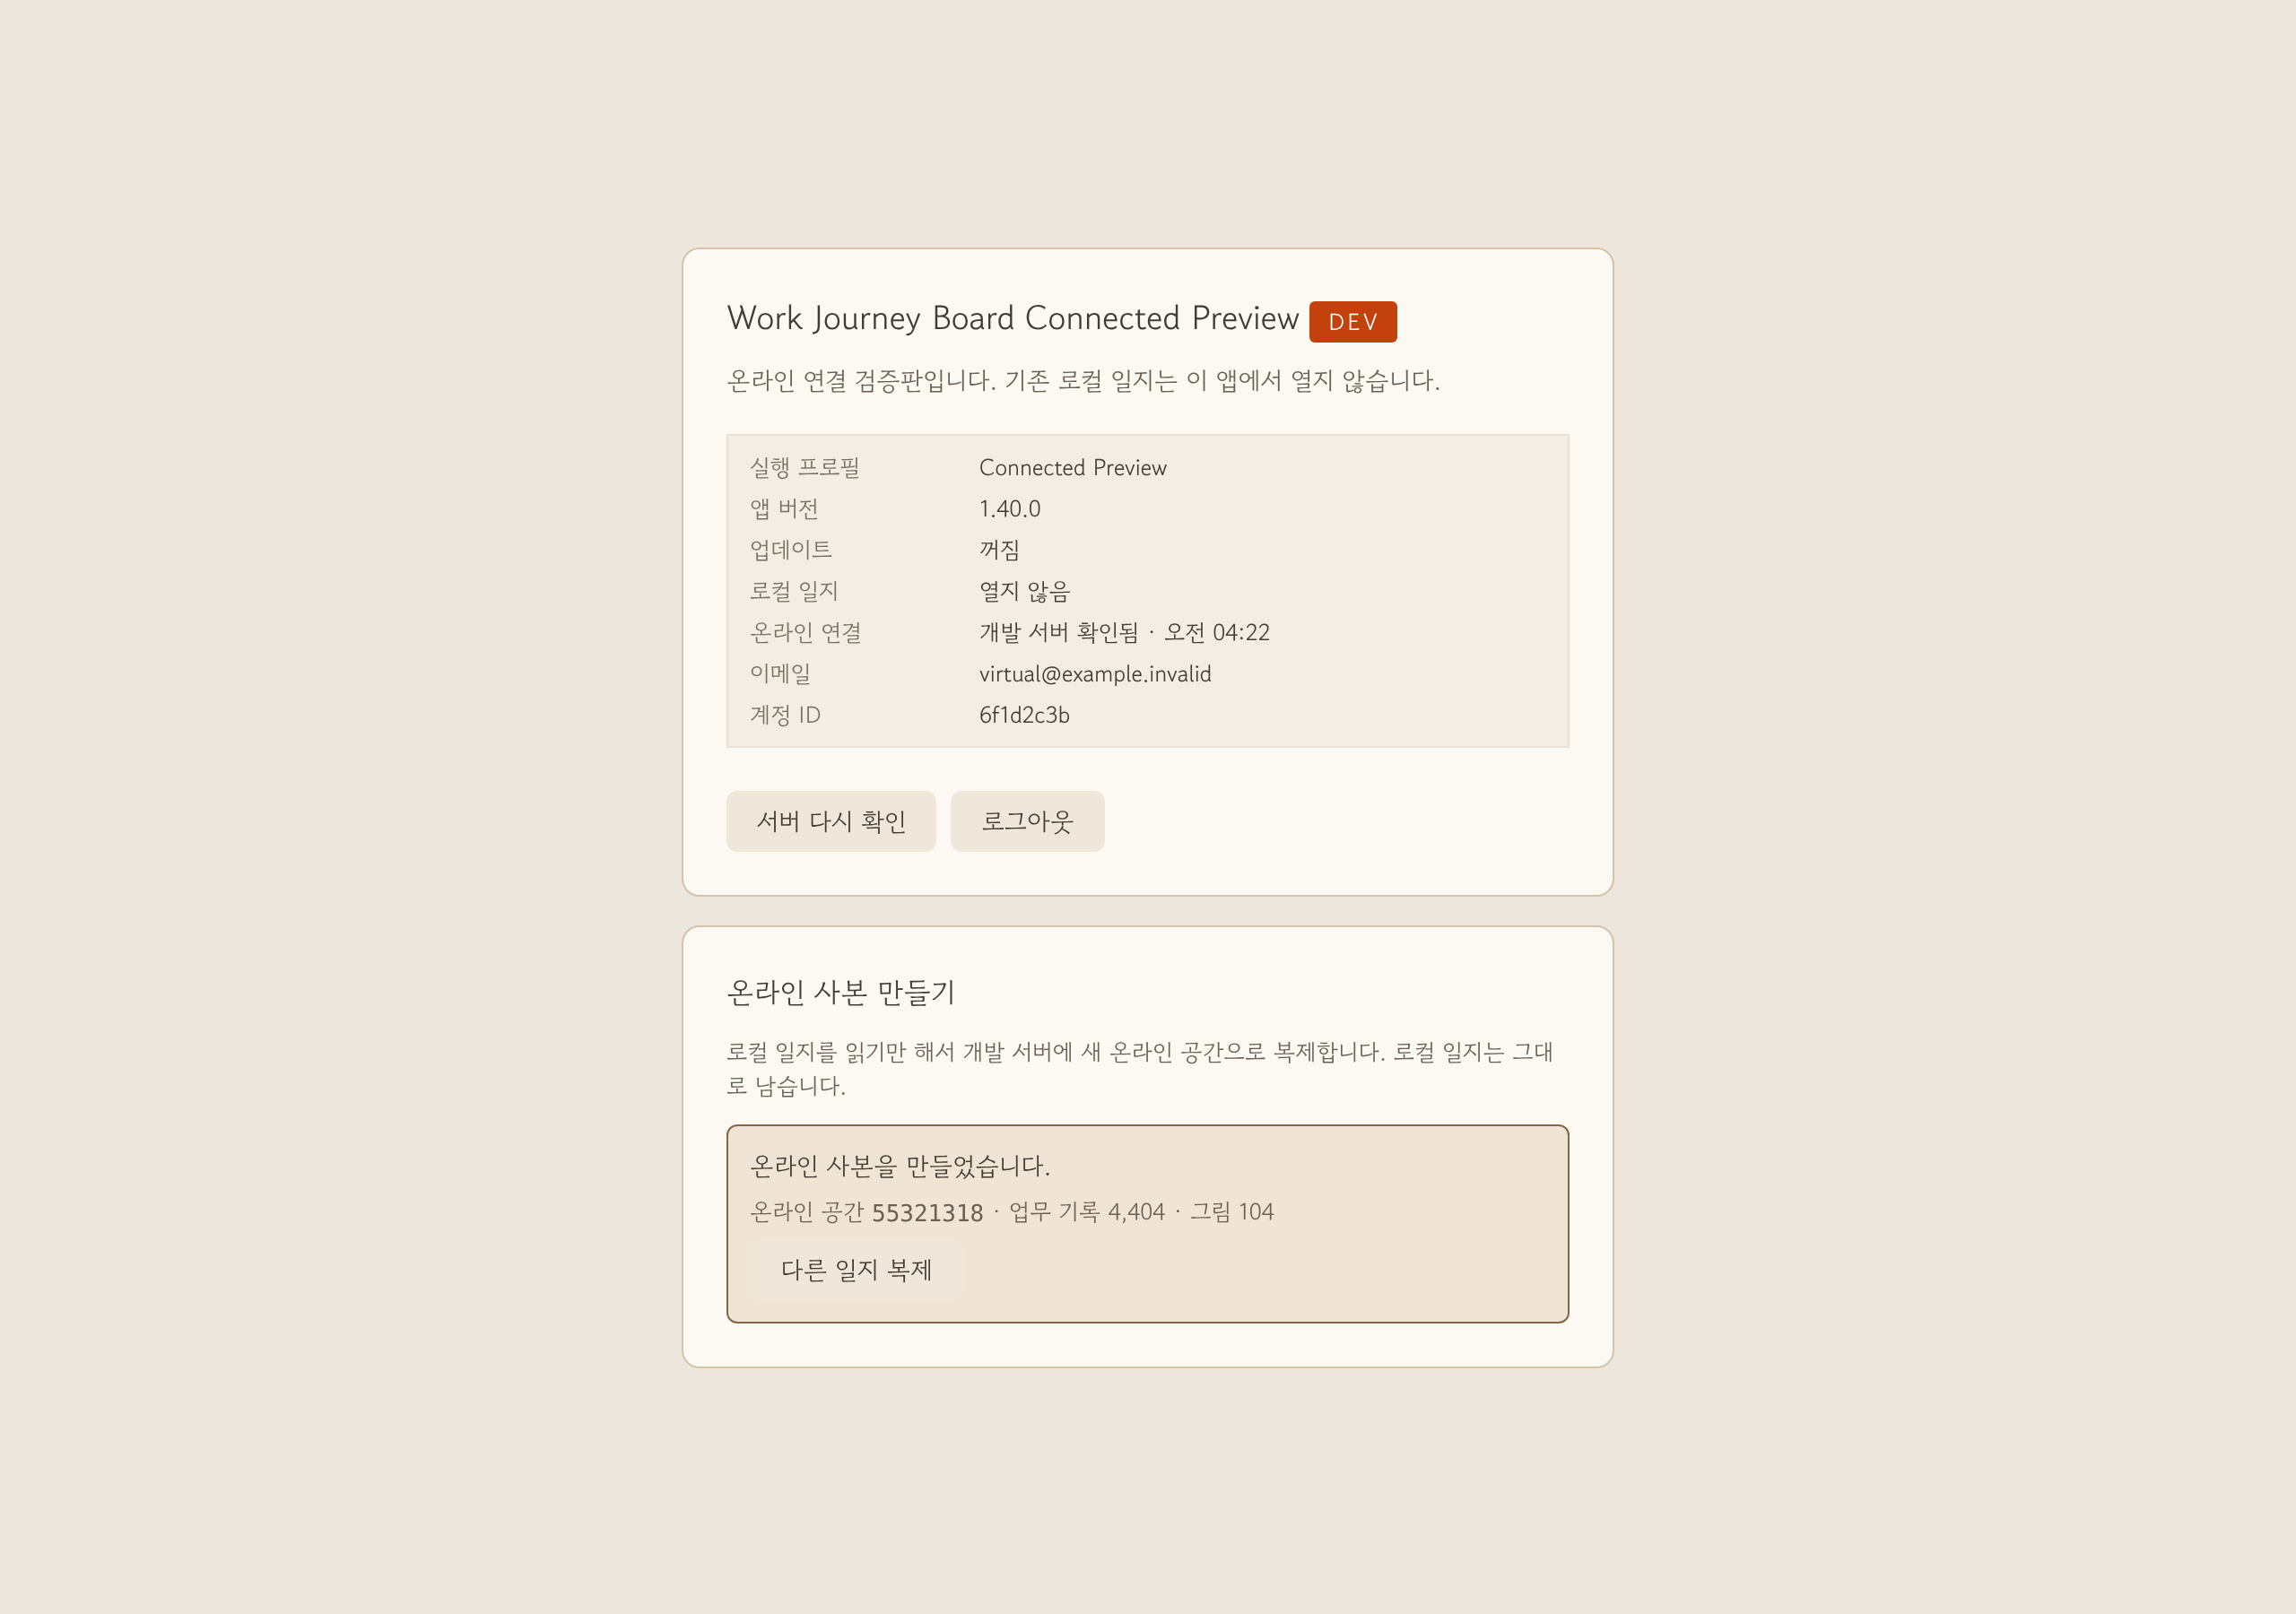 Work Journey Board Connected Preview DEV
온라인 연결 검증판입니다. 기존 로컬 일지는 이 앱에서 열지 않습니다.
실행 프로필 Connected Preview
앱 버전 1.40.0
업데이트 꺼짐
로컬 일지 열지 않음
온라인 연결 개발 서버 확인됨 · 오전 04:22
이메일 virtual@example.invalid
계정 ID 6f1d2c3b
서버 다시 확인 로그아웃
온라인 사본 만들기
로컬 일지를 읽기만 해서 개발 서버에 새 온라인 공간으로 복제합니다. 로컬 일지는 그대
로 남습니다.
온라인 사본을 만들었습니다.
온라인 공간 55321318 · 업무 기록 4,404 · 그림 104
다른 일지 복제